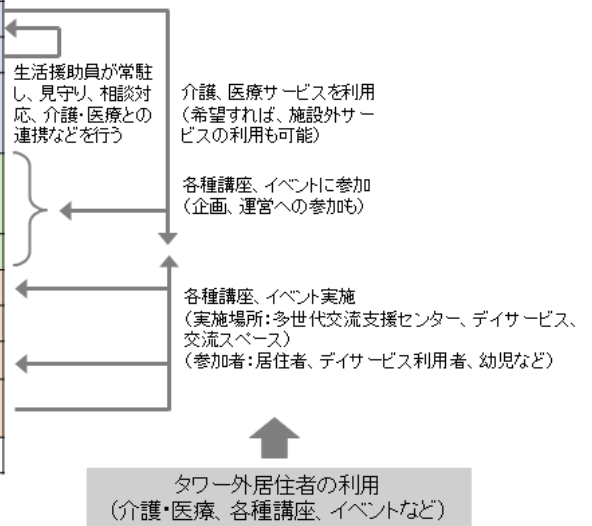 生活援助員が常駐
し、見守り、相談対
応、介護・医療との
連携などを行う
介護、医療サービスを利用
(希望すれば、施設外サー
ビスの利用も可能)
各種講座、イベントに参加
(企画、運営への参加も)
各種講座、イベント実施
(実施場所:多世代交流支援センター、デイサービス、
交流スペース)
(参加者:居住者、デイサービス利用者、幼児など)
タワー外居住者の利用
(介護・医療、各種講座、イベントなど)